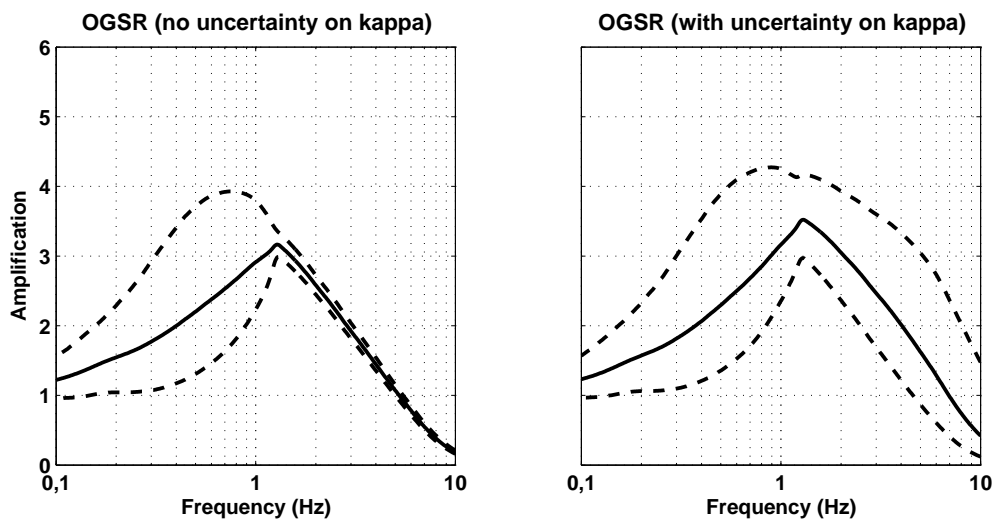 OGSR (no uncertainty on kappa)
OGSR (with uncertainty on kappa)
Amplification
6
5
4
3
2
1
0
0,1
1
10
0,1
1
10
Frequency (Hz)
Frequency (Hz)